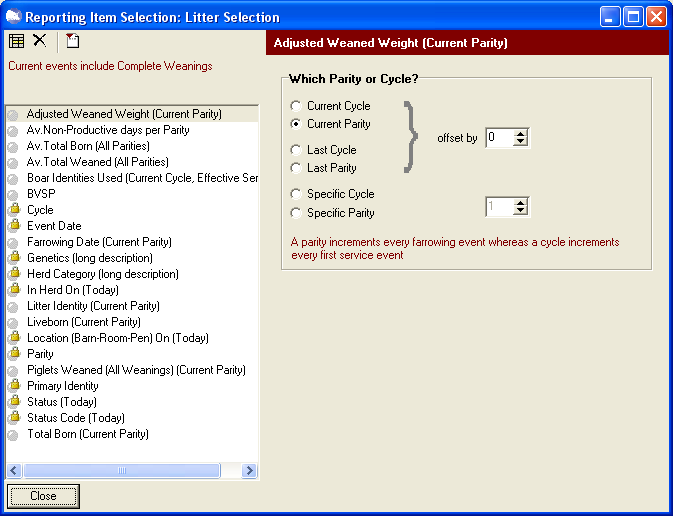 Reporting Item Selection: Litter Selection
Current events include Complete Weanings
Adjusted Weaned Weight (Current Parity)
Av.Non-Productive days per Parity
Av.Total Born (All Parities)
Av.Total Weaned (All Parities)
Boar Identities Used (Current Cycle, Effective Ser
BVSP
Cycle
Event Date
Farrowing Date (Current Parity)
Genetics (long description)
Herd Category (long description)
In Herd On (Today)
Litter Identity (Current Parity)
Liveborn (Current Parity)
Location (Barn-Room-Pen) On (Today)
Parity
Piglets Weaned (All Weanings) (Current Parity)
Primary Identity
Status (Today)
Status Code (Today)
Total Born (Current Parity)
Close
Adjusted Weaned Weight (Current Parity)
Which Parity or Cycle?
Current Cycle
Current Parity
Last Cycle
Last Parity
offset by 0
Specific Cycle
Specific Parity
1
A parity increments every farrowing event whereas a cycle increments
every first service event